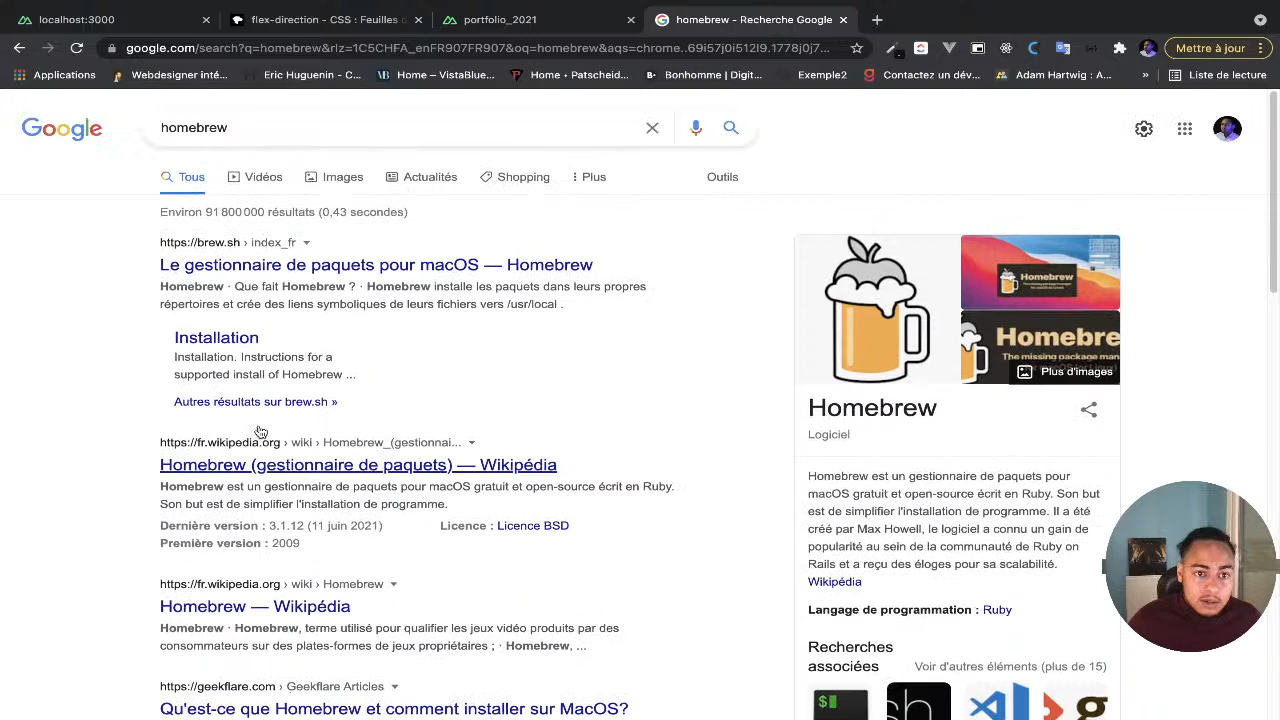 localhost:3000
flex-direction - CSS : Feuilles d
portfolio_2021
homebrew - Recherche Google
google.com/search?q=homebrew&rlz=1C5CHFA_enFR907FR907&oq=homebrew&aqs=chrome..69i57j0i512l9.1778j0j7...
Mettre à jour
Applications
Webdesigner inté...
Eric Huguenin - C...
Home – VistaBlue...
Home • Patscheid...
Bonhomme | Digit...
Exemple2
Contactez un dév...
Adam Hartwig : A...
»
Liste de lecture
Google
homebrew
Tous
Vidéos
Images
Actualités
Shopping
Plus
Outils
Environ 91 800 000 résultats (0,43 secondes)
https://brew.sh › index_fr
Le gestionnaire de paquets pour macOS — Homebrew
Homebrew · Que fait Homebrew ? · Homebrew installe les paquets dans leurs propres
répertoires et crée des liens symboliques de leurs fichiers vers /usr/local .
Installation
Installation. Instructions for a
supported install of Homebrew ...
Autres résultats sur brew.sh »
https://fr.wikipedia.org › wiki › Homebrew_(gestionnai...
Homebrew (gestionnaire de paquets) — Wikipédia
Homebrew est un gestionnaire de paquets pour macOS gratuit et open-source écrit en Ruby.
Son but est de simplifier l'installation de programme.
Dernière version : 3.1.12 (11 juin 2021)
Licence : Licence BSD
Première version : 2009
https://fr.wikipedia.org › wiki › Homebrew
Homebrew — Wikipédia
Homebrew · Homebrew, terme utilisé pour qualifier les jeux vidéo produits par des
consommateurs sur des plates-formes de jeux propriétaires ; · Homebrew, ...
https://geekflare.com › Geekflare Articles
Qu'est-ce que Homebrew et comment installer sur MacOS?
Homebrew
Homebre
The missing package man
Plus d'images
Homebrew
Logiciel
Homebrew est un gestionnaire de paquets pour
macOS gratuit et open-source écrit en Ruby. Son but
est de simplifier l'installation de programme. Il a été
créé par Max Howell, le logiciel a connu un gain de
popularité au sein de la communauté de Ruby on
Rails et a reçu des éloges pour sa scalabilité.
Wikipédia
Langage de programmation : Ruby
Recherches
associées
Voir d'autres éléments (plus de 15)